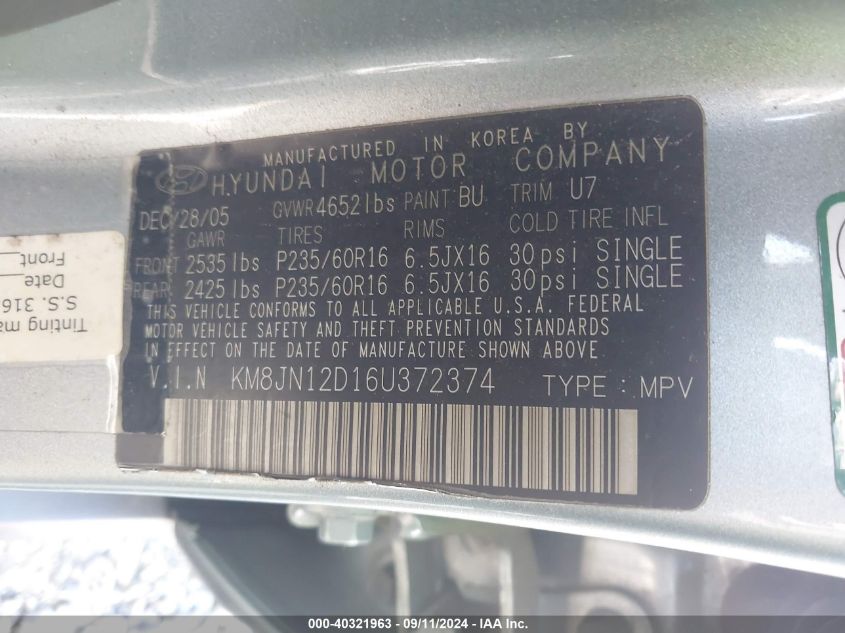 MANUFACTURED IN KOREA BY
HYUNDAI MOTOR COMPANY
DEC/28/05 GVWR 4652lbs PAINT BU TRIM U7
GAWR TIRES RIMS COLD TIRE INFL
FRONT 2535lbs P235/60R16 6.5JX16 30psi SINGLE
REAR 2425lbs P235/60R16 6.5JX16 30psi SINGLE
THIS VEHICLE CONFORMS TO ALL APPLICABLE U.S.A. FEDERAL
MOTOR VEHICLE SAFETY AND THEFT PREVENTION STANDARDS
IN EFFECT ON THE DATE OF MANUFACTURE SHOWN ABOVE
V.I.N KM8JN12D16U372374 TYPE : MPV
Tinting
S.S. 316
Date
Front
000-40321963 - 09/11/2024 - IAAI.COM